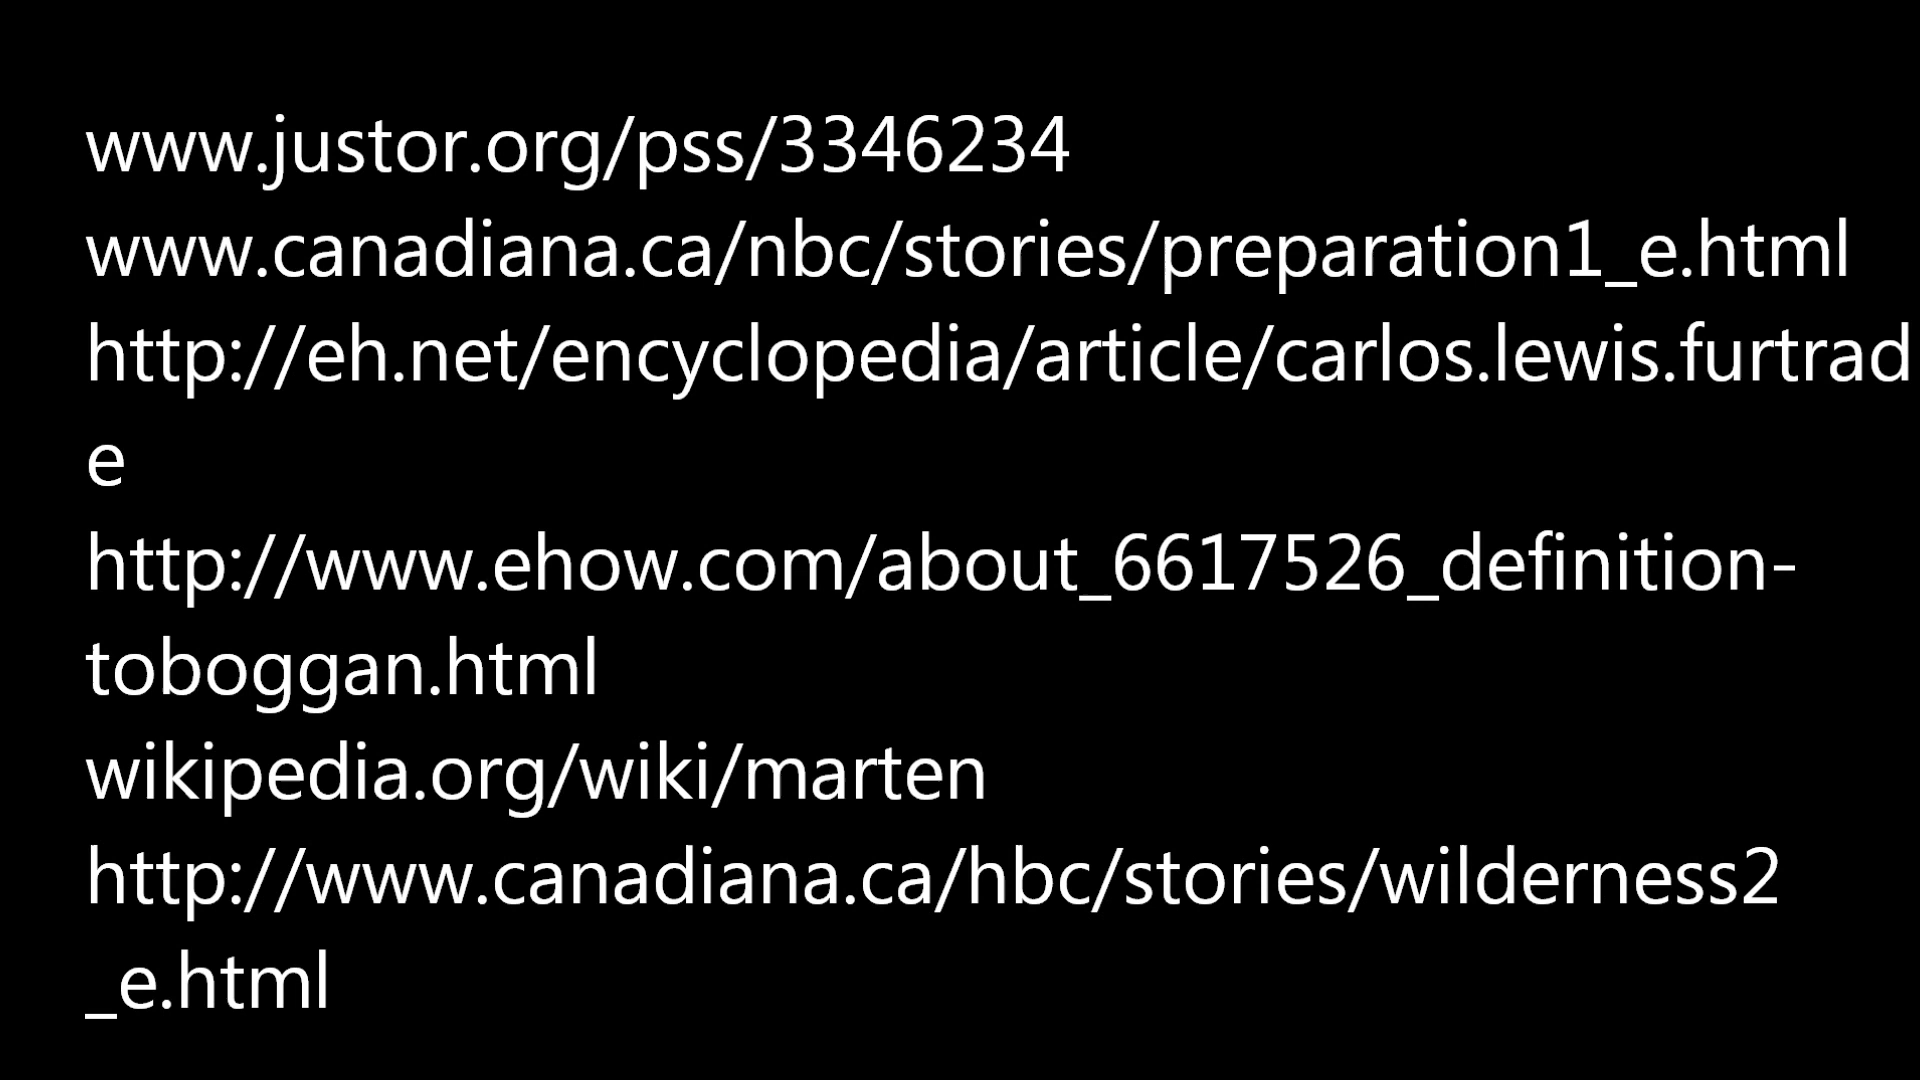 www.justor.org/pss/3346234
www.canadiana.ca/nbc/stories/preparation1_e.html
http://eh.net/encyclopedia/article/carlos.lewis.furtrad
e
http://www.ehow.com/about_6617526_definition-
toboggan.html
wikipedia.org/wiki/marten
http://www.canadiana.ca/hbc/stories/wilderness2
_e.html